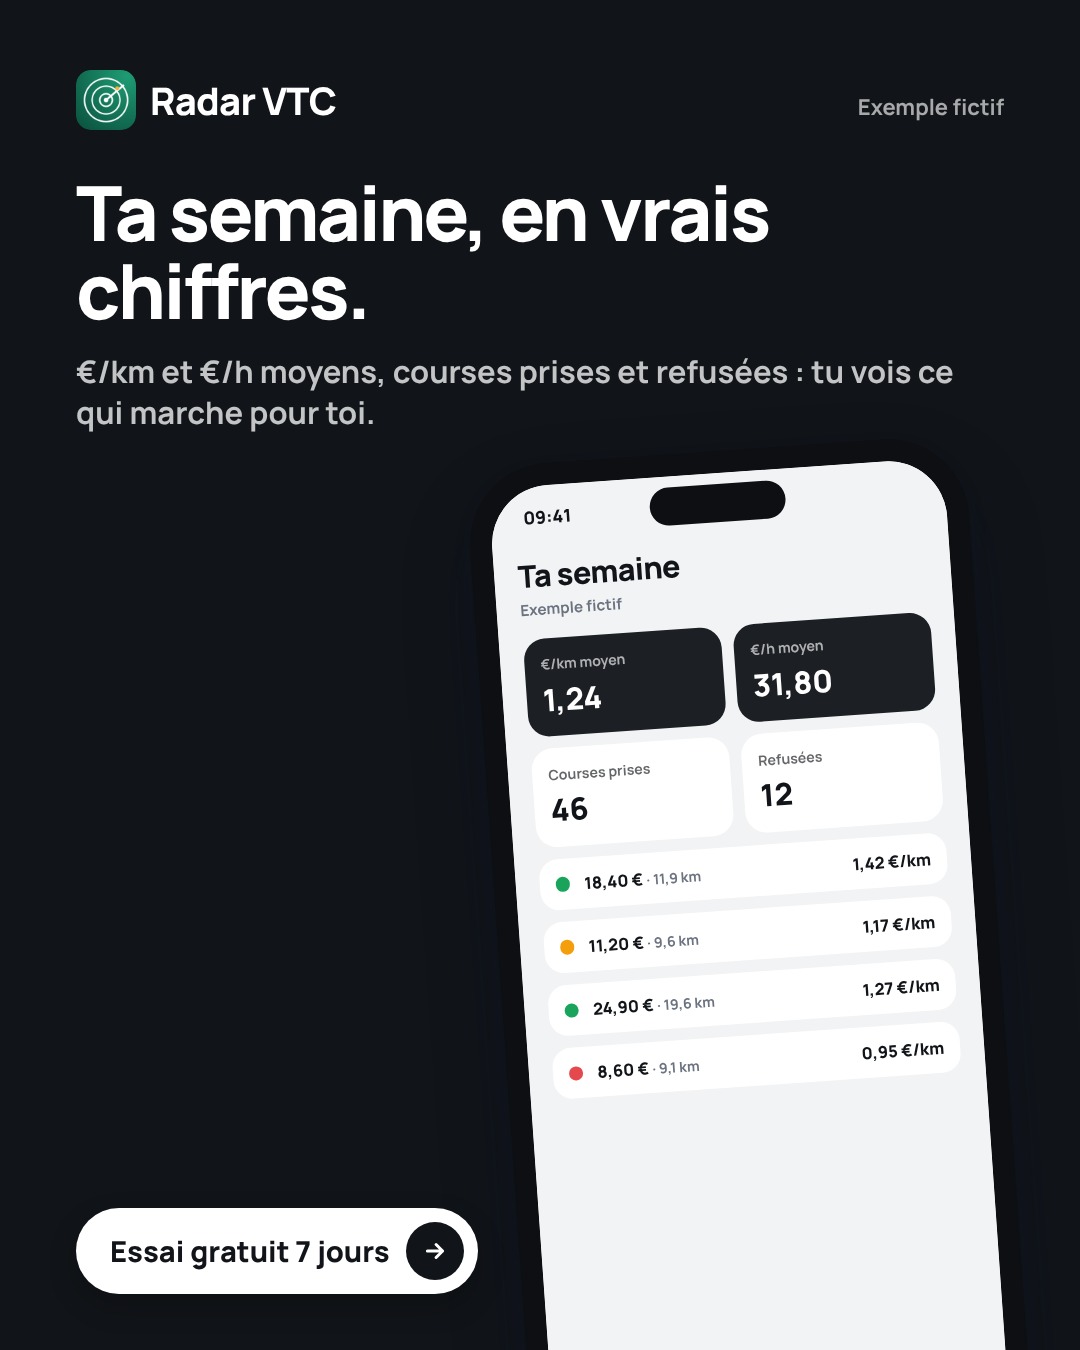 Radar VTC
Exemple fictif
Ta semaine, en vrais
chiffres.
€/km et €/h moyens, courses prises et refusées : tu vois ce
qui marche pour toi.
09:41
Ta semaine
Exemple fictif
€/km moyen
1,24
€/h moyen
31,80
Courses prises
46
Refusées
12
18,40 € · 11,9 km 1,42 €/km
11,20 € · 9,6 km 1,17 €/km
24,90 € · 19,6 km 1,27 €/km
8,60 € · 9,1 km 0,95 €/km
Essai gratuit 7 jours